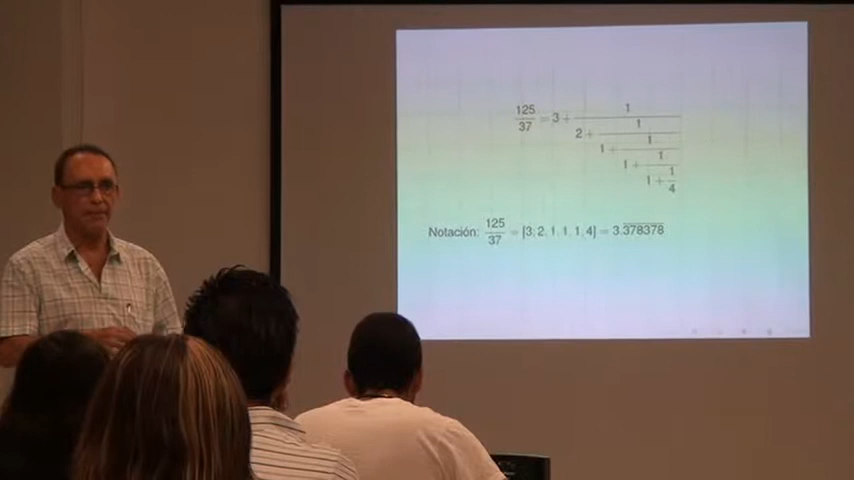 125/37 = 3 + 1/(2 + 1/(1 + 1/(1 + 1/(1 + 1/4))))
Notación: 125/37 = [3, 2, 1, 1, 1, 4] = 3.\overline{378378}